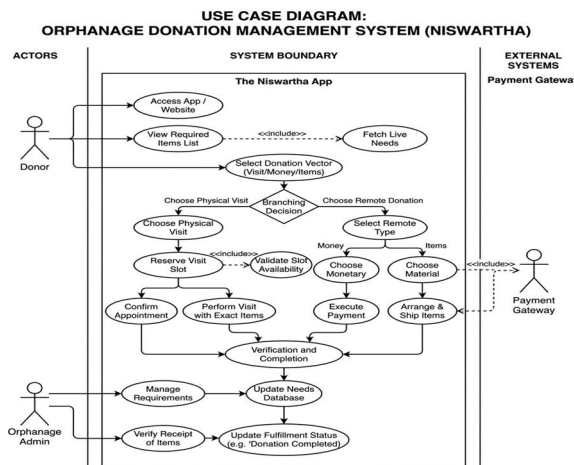 USE CASE DIAGRAM:
ORPHANAGE DONATION MANAGEMENT SYSTEM (NISWARTHA)
ACTORS
SYSTEM BOUNDARY
EXTERNAL
SYSTEMS
The Niswartha App
Payment Gatewa
Access App /
Website
View Required
Items List
<<include>>
Fetch Live
Needs
Donor
Select Donation Vector
(Visit/Money/Items)
Choose Physical Visit
Branching
Decision
Choose Remote Donation
Choose Physical
Visit
Select Remote
Type
Money
Items
Reserve Visit
Slot
<<include>>
Validate Slot
Availability
Choose
Monetary
Choose
Material
<<include>>
Payment
Gateway
Confirm
Appointment
Perform Visit
with Exact Items
Execute
Payment
Arrange &
Ship Items
Verification and
Completion
Manage
Requirements
Update Needs
Database
Orphanage
Admin
Verify Receipt
of Items
Update Fulfillment Status
(e.g. 'Donation Completed)